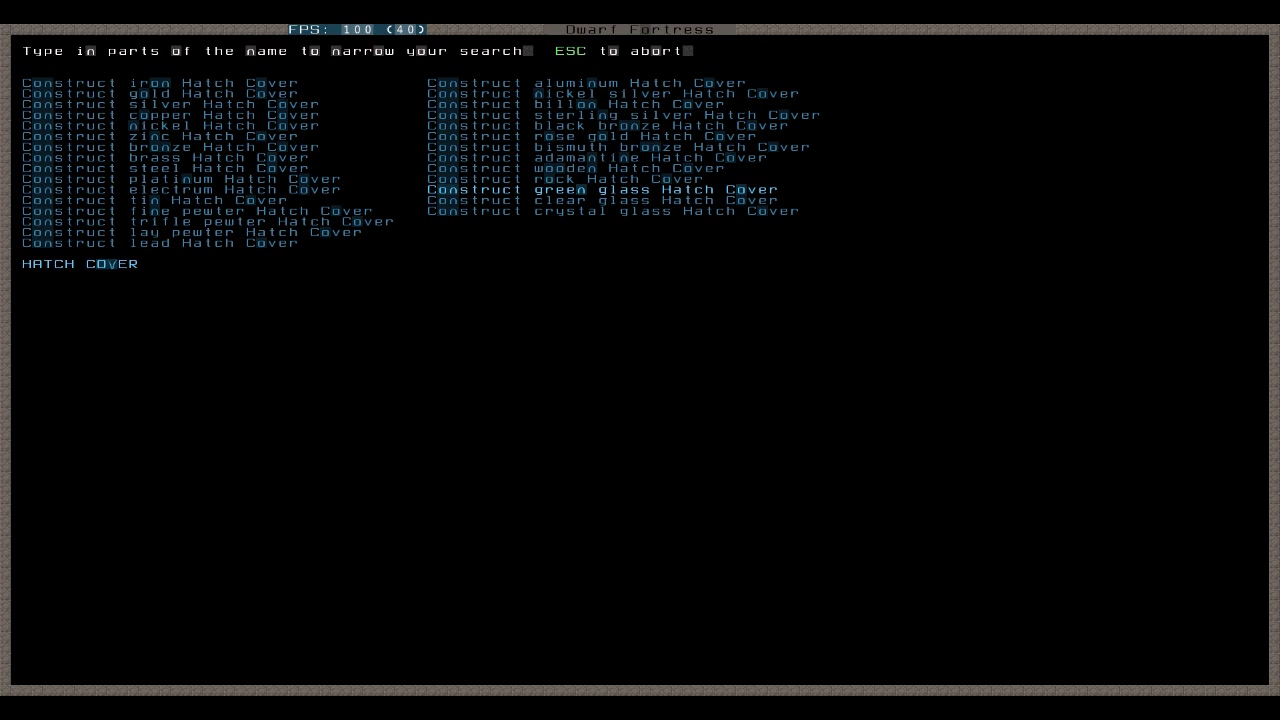 FPS: 100 (40) Dwarf Fortress
Type in parts of the name to narrow your search. ESC to abort.
Construct iron Hatch Cover Construct aluminum Hatch Cover
Construct gold Hatch Cover Construct nickel silver Hatch Cover
Construct silver Hatch Cover Construct billon Hatch Cover
Construct copper Hatch Cover Construct sterling silver Hatch Cover
Construct nickel Hatch Cover Construct black bronze Hatch Cover
Construct zinc Hatch Cover Construct rose gold Hatch Cover
Construct bronze Hatch Cover Construct bismuth bronze Hatch Cover
Construct brass Hatch Cover Construct adamantine Hatch Cover
Construct steel Hatch Cover Construct wooden Hatch Cover
Construct platinum Hatch Cover Construct rock Hatch Cover
Construct electrum Hatch Cover Construct green glass Hatch Cover
Construct tin Hatch Cover Construct clear glass Hatch Cover
Construct fine pewter Hatch Cover Construct crystal glass Hatch Cover
Construct trifle pewter Hatch Cover
Construct lay pewter Hatch Cover
Construct lead Hatch Cover
HATCH COVER